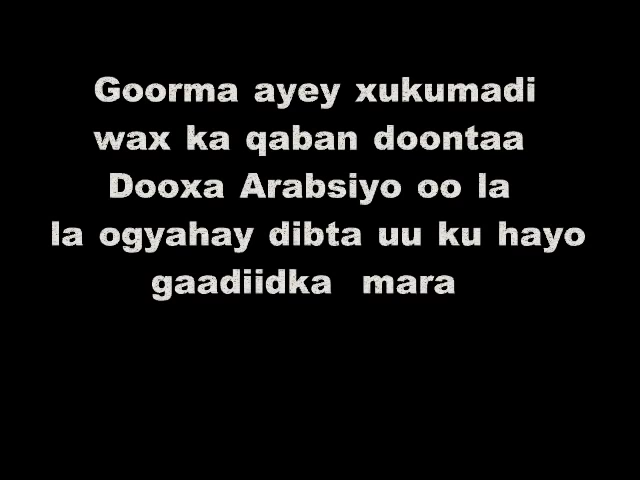 Goorma ayey xukumadi
wax ka qaban doontaa
Dooxa Arabsiyo oo la
la ogyahay dibta uu ku hayo
gaadiidka mara